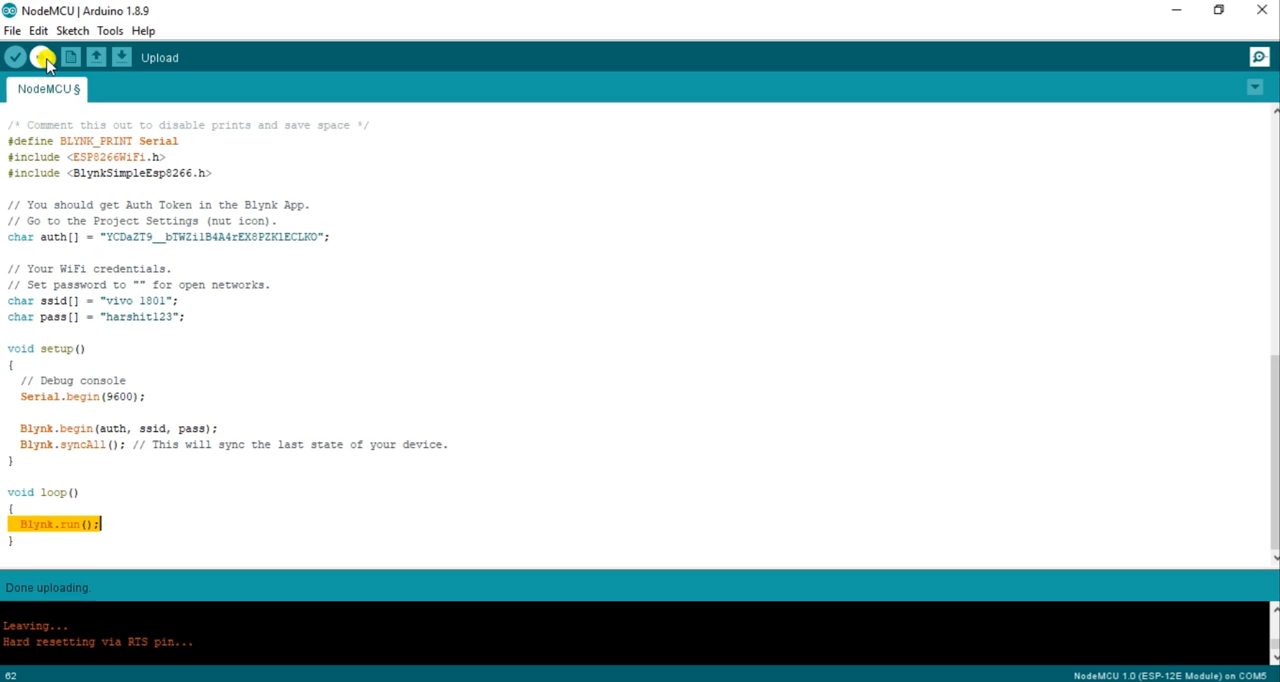 NodeMCU | Arduino 1.8.9
File Edit Sketch Tools Help
Upload
NodeMCU §
/* Comment this out to disable prints and save space */
#define BLYNK_PRINT Serial
#include <ESP8266WiFi.h>
#include <BlynkSimpleEsp8266.h>
// You should get Auth Token in the Blynk App.
// Go to the Project Settings (nut icon).
char auth[] = "YCDaZT9__bTWZilB4A4rEX8PZKlECLKO";
// Your WiFi credentials.
// Set password to "" for open networks.
char ssid[] = "vivo 1801";
char pass[] = "harshit123";
void setup()
{
// Debug console
Serial.begin(9600);
Blynk.begin(auth, ssid, pass);
Blynk.syncAll(); // This will sync the last state of your device.
}
void loop()
{
Blynk.run();
}
Done uploading.
Leaving...
Hard resetting via RTS pin...
62 NodeMCU 1.0 (ESP-12E Module) on COM5